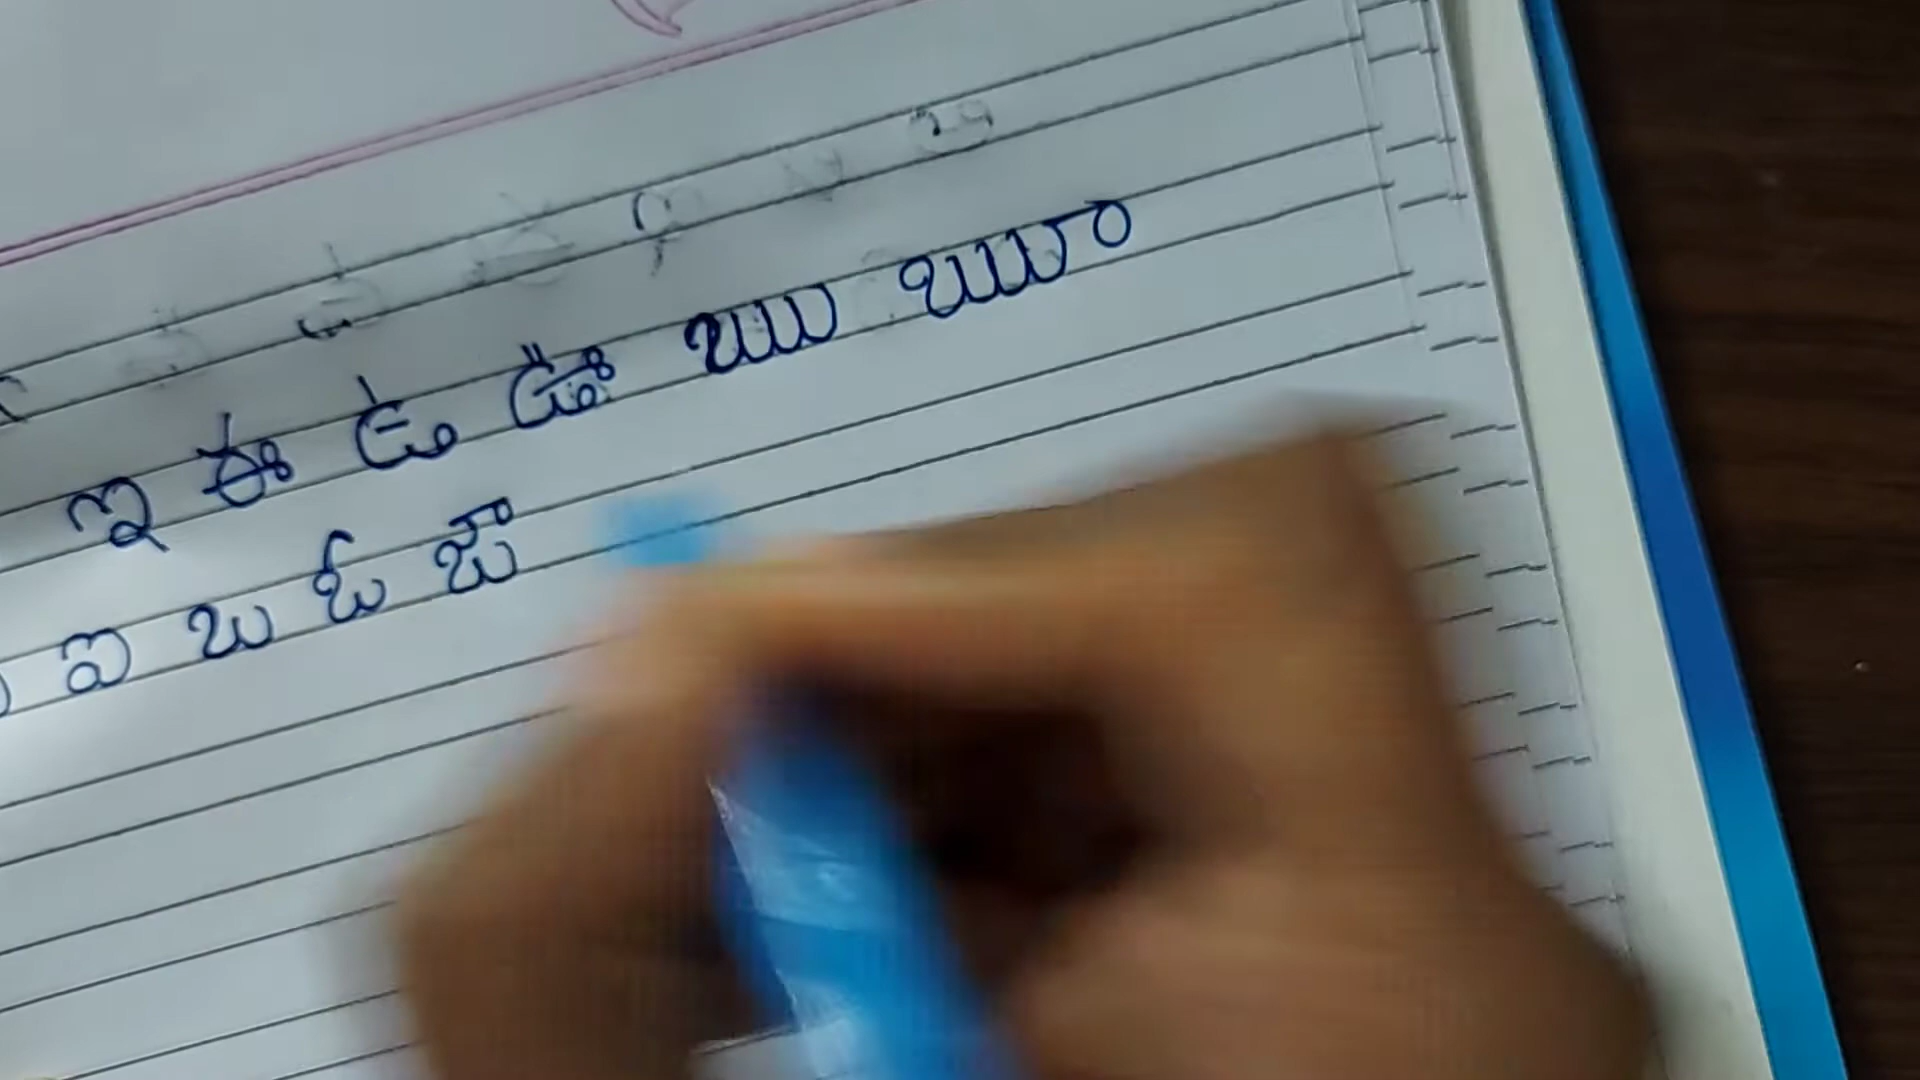 ఇ ఈ ఉ ఊ ఋ ౠ
ఐ ఒ ఓ ఔ